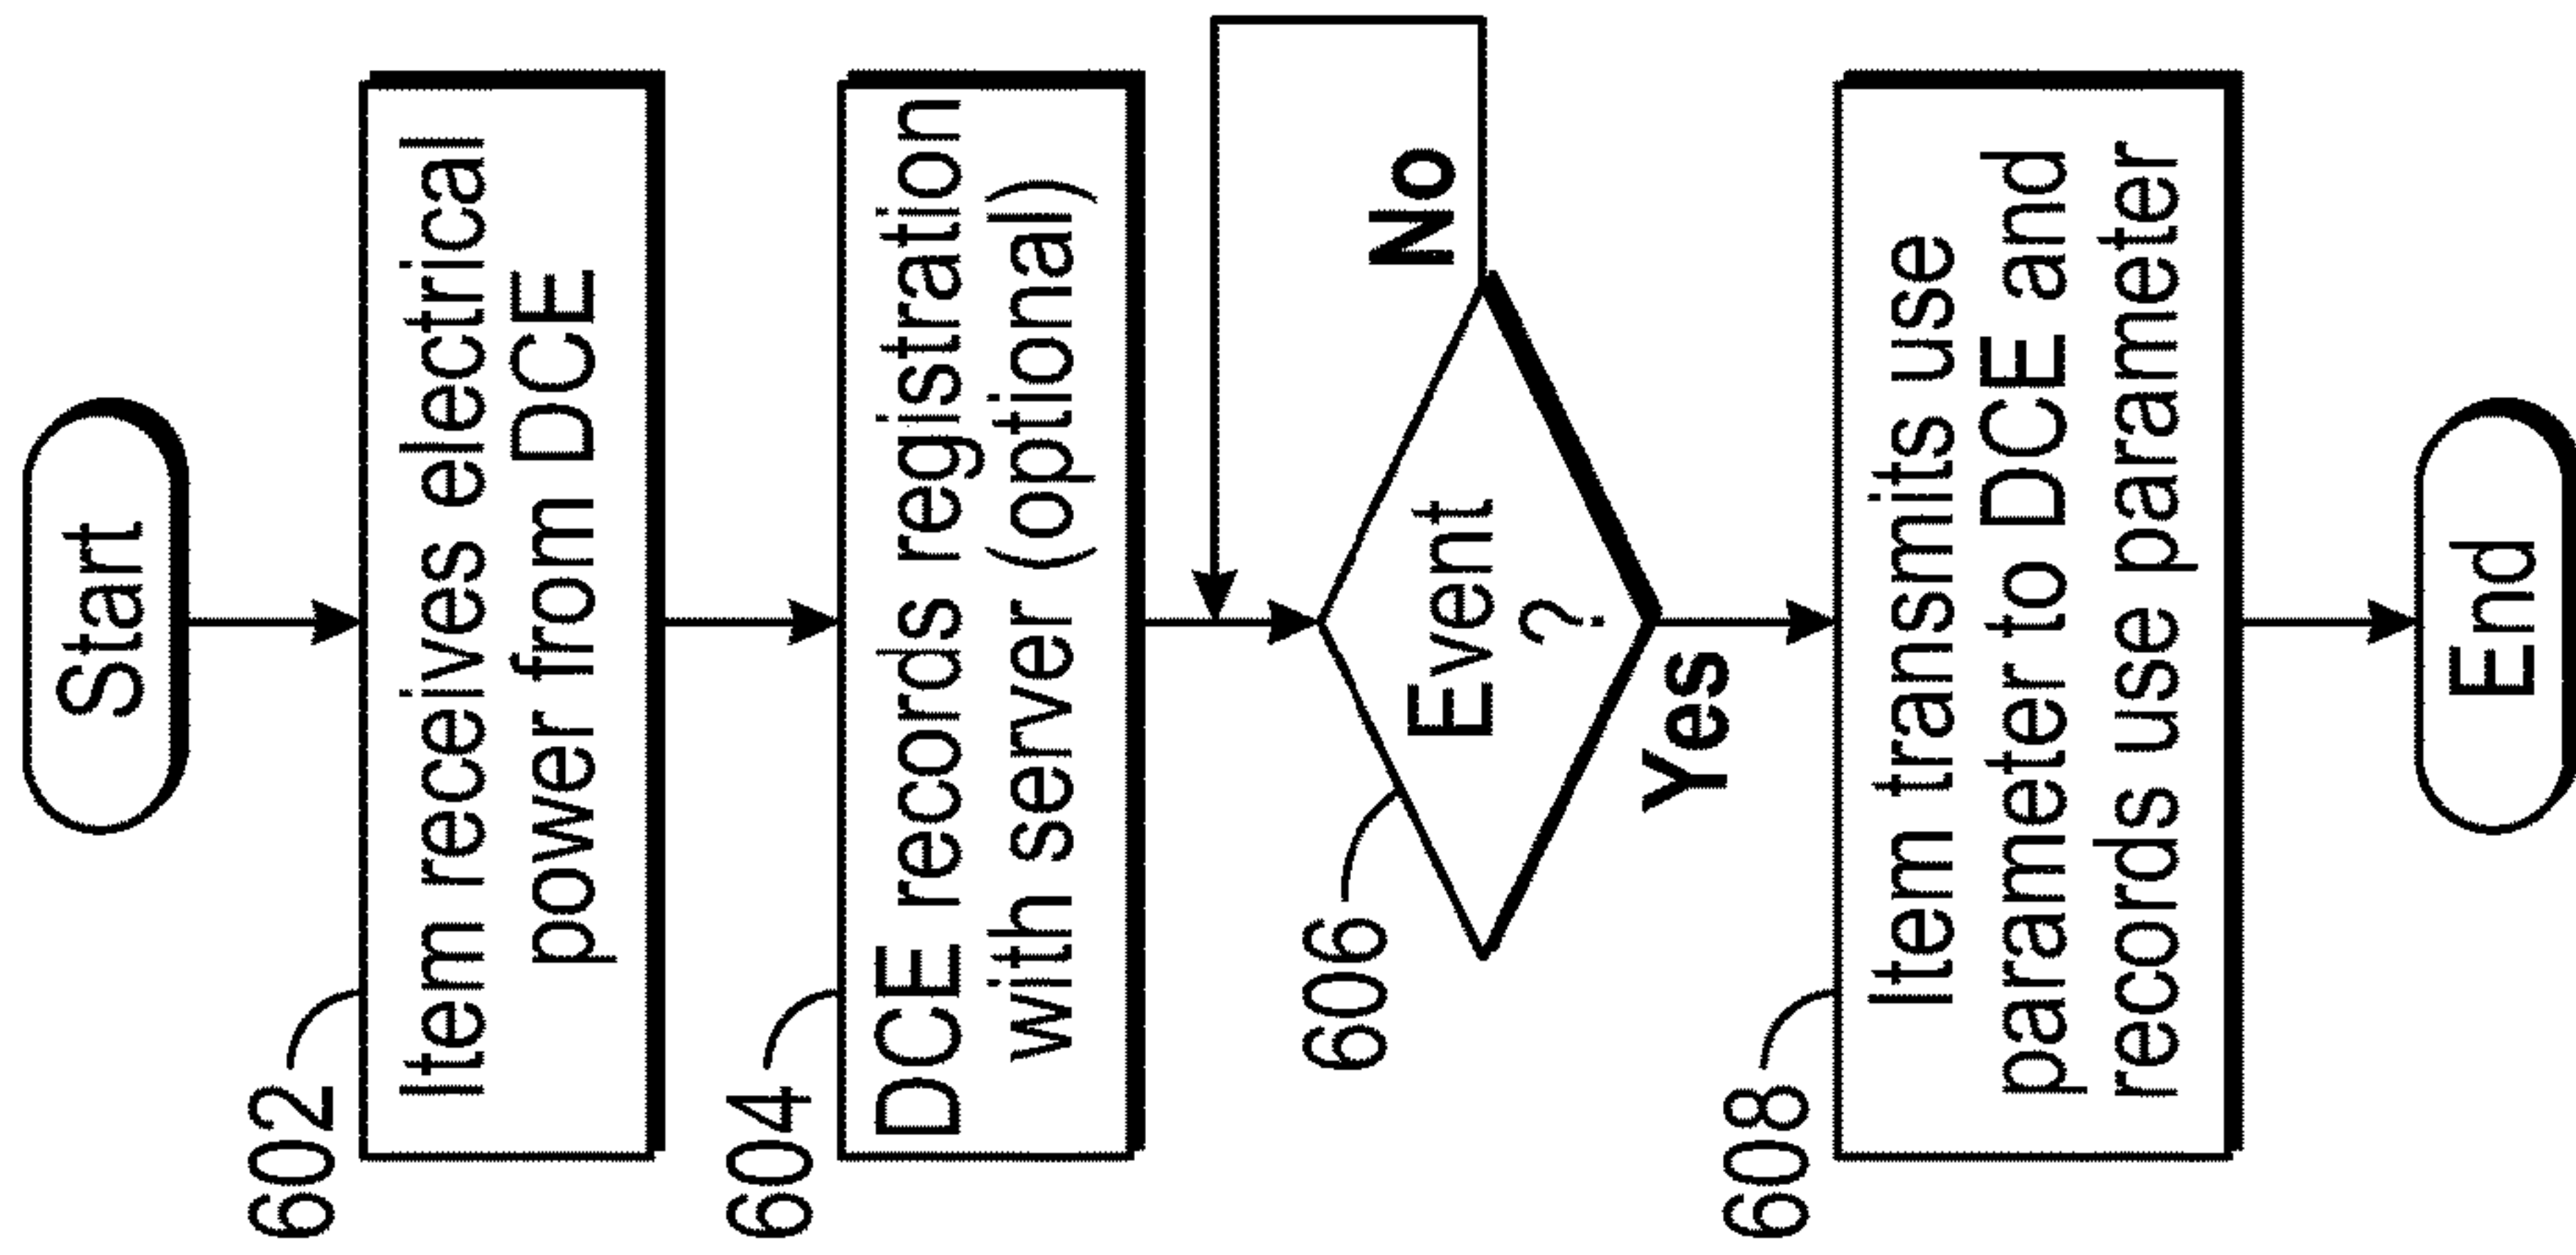 Start
602
Item receives electrical
power from DCE
604
DCE records registration
with server (optional)
606
Event
?
No
Yes
608
Item transmits use
parameter to DCE and
records use parameter
End